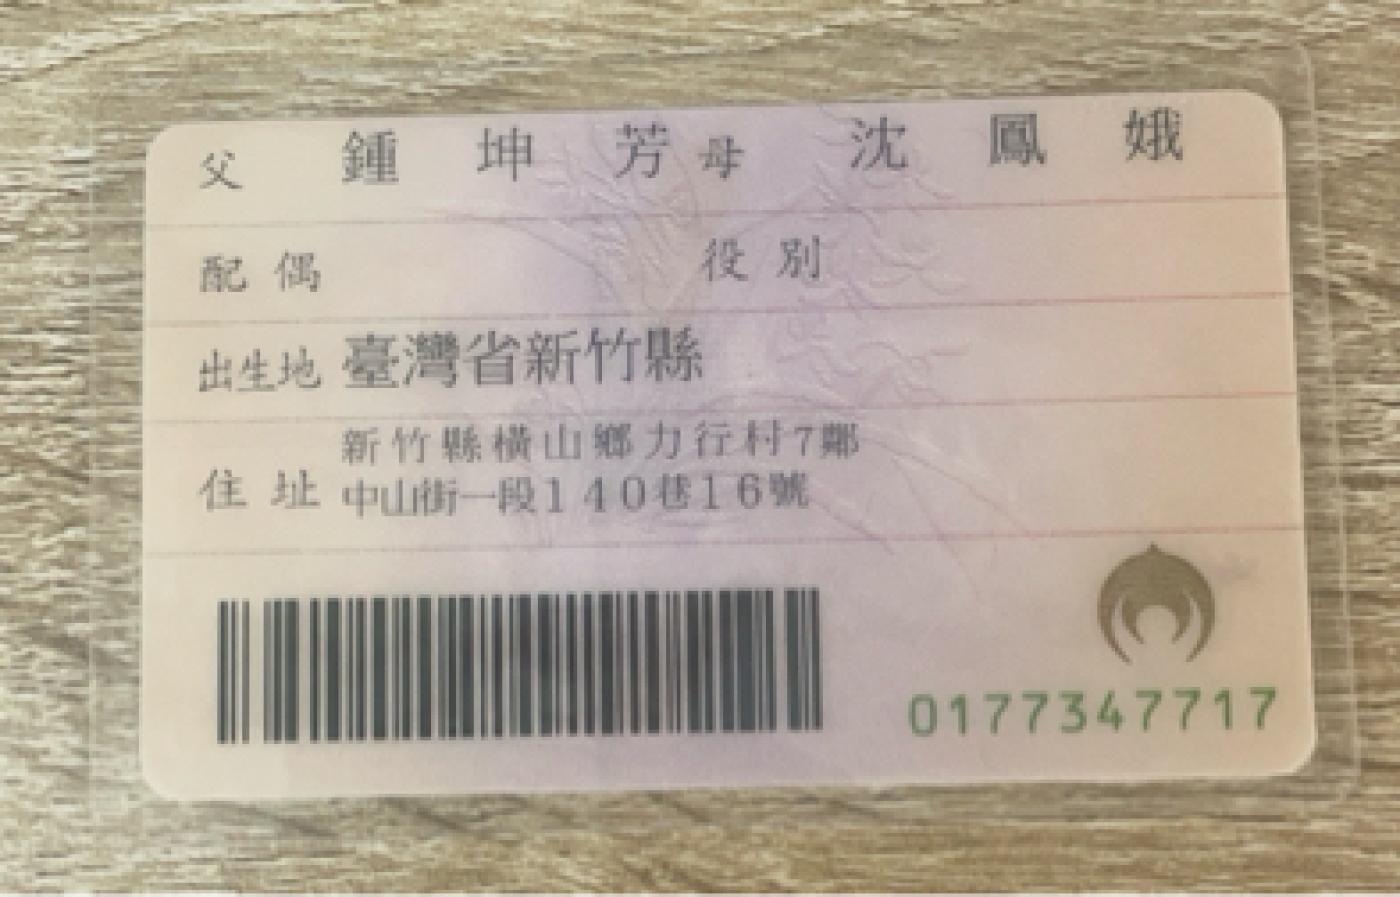 父 鍾坤芳 母 沈鳳娥
配偶 役別
出生地 臺灣省新竹縣
新竹縣橫山鄉力行村7鄰
住址 中山街一段140巷16號
0177347717